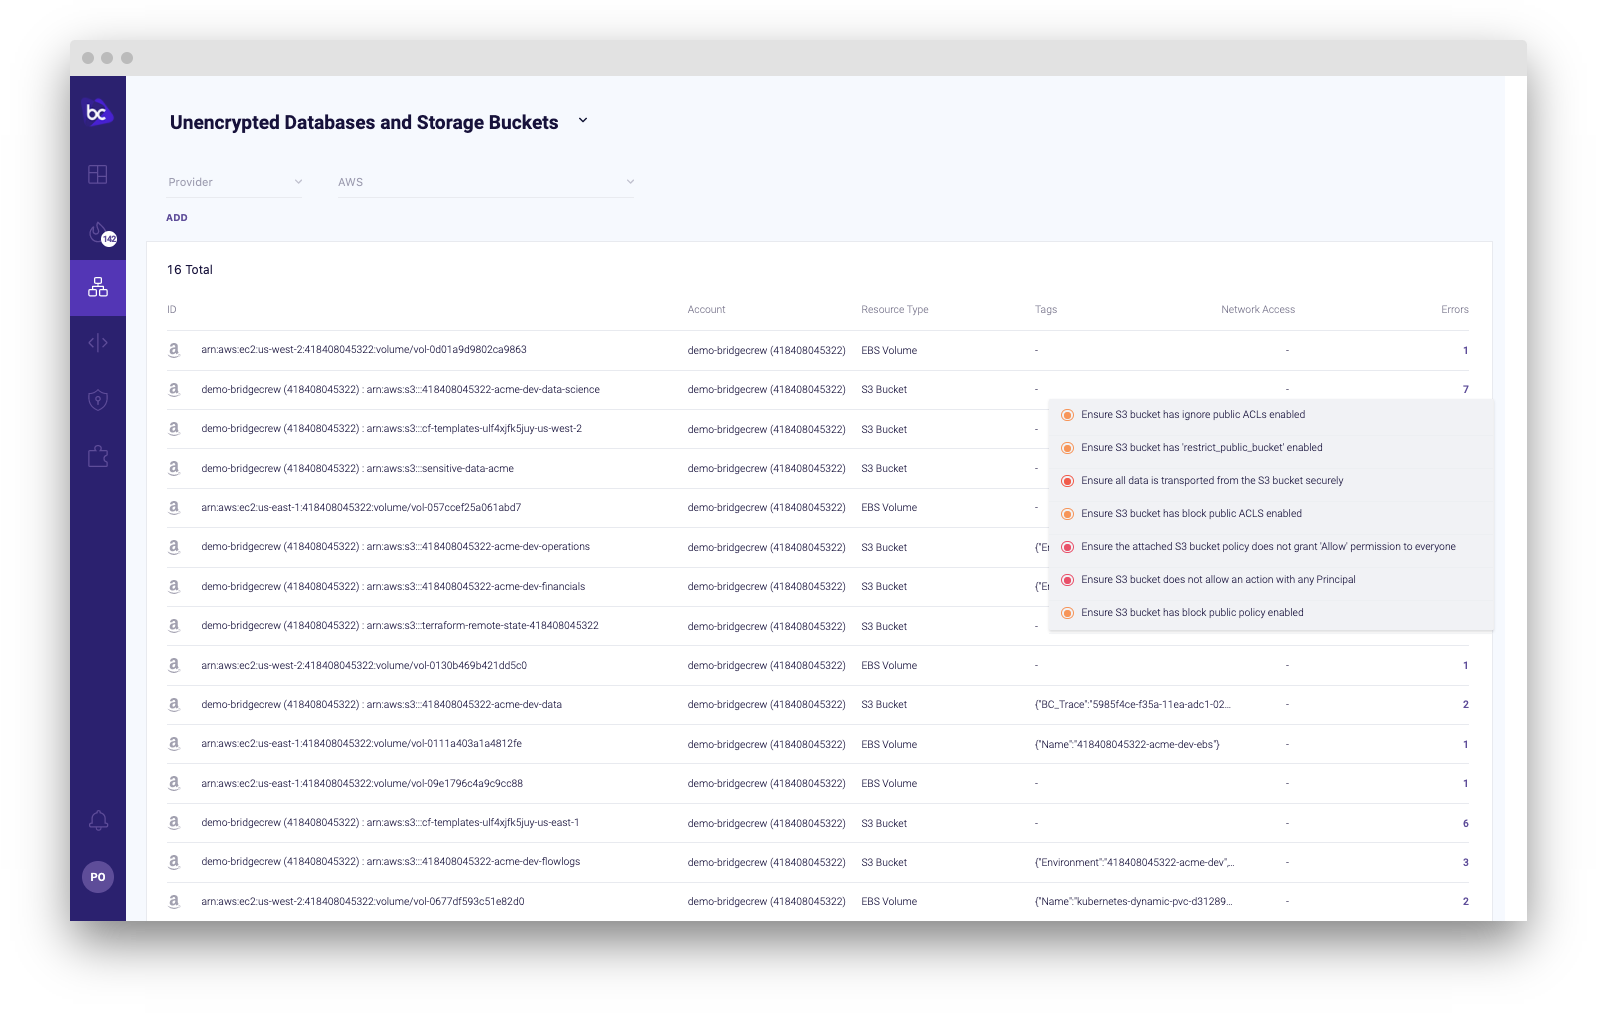 bc
Unencrypted Databases and Storage Buckets
Provider AWS
ADD
142
16 Total
ID Account Resource Type Tags Network Access Errors
a arn:aws:ec2:us-west-2:418408045322:volume/vol-0d01a9d9802ca9863 demo-bridgecrew (418408045322) EBS Volume - - 1
a demo-bridgecrew (418408045322) : arn:aws:s3:::418408045322-acme-dev-data-science demo-bridgecrew (418408045322) S3 Bucket - - 7
a demo-bridgecrew (418408045322) : arn:aws:s3:::cf-templates-ulf4xjfk5juy-us-west-2 demo-bridgecrew (418408045322) S3 Bucket -
a demo-bridgecrew (418408045322) : arn:aws:s3:::sensitive-data-acme demo-bridgecrew (418408045322) S3 Bucket -
a arn:aws:ec2:us-east-1:418408045322:volume/vol-057ccef25a061abd7 demo-bridgecrew (418408045322) EBS Volume -
a demo-bridgecrew (418408045322) : arn:aws:s3:::418408045322-acme-dev-operations demo-bridgecrew (418408045322) S3 Bucket {"E
a demo-bridgecrew (418408045322) : arn:aws:s3:::418408045322-acme-dev-financials demo-bridgecrew (418408045322) S3 Bucket {"E
a demo-bridgecrew (418408045322) : arn:aws:s3:::terraform-remote-state-418408045322 demo-bridgecrew (418408045322) S3 Bucket -
Ensure S3 bucket has ignore public ACLs enabled
Ensure S3 bucket has 'restrict_public_bucket' enabled
Ensure all data is transported from the S3 bucket securely
Ensure S3 bucket has block public ACLS enabled
Ensure the attached S3 bucket policy does not grant 'Allow' permission to everyone
Ensure S3 bucket does not allow an action with any Principal
Ensure S3 bucket has block public policy enabled
a arn:aws:ec2:us-west-2:418408045322:volume/vol-0130b469b421dd5c0 demo-bridgecrew (418408045322) EBS Volume - - 1
a demo-bridgecrew (418408045322) : arn:aws:s3:::418408045322-acme-dev-data demo-bridgecrew (418408045322) S3 Bucket {"BC_Trace":"5985f4ce-f35a-11ea-adc1-02... - 2
a arn:aws:ec2:us-east-1:418408045322:volume/vol-0111a403a1a4812fe demo-bridgecrew (418408045322) EBS Volume {"Name":"418408045322-acme-dev-ebs"} - 1
a arn:aws:ec2:us-east-1:418408045322:volume/vol-09e1796c4a9c9cc88 demo-bridgecrew (418408045322) EBS Volume - - 1
a demo-bridgecrew (418408045322) : arn:aws:s3:::cf-templates-ulf4xjfk5juy-us-east-1 demo-bridgecrew (418408045322) S3 Bucket - - 6
a demo-bridgecrew (418408045322) : arn:aws:s3:::418408045322-acme-dev-flowlogs demo-bridgecrew (418408045322) S3 Bucket {"Environment":"418408045322-acme-dev",... - 3
a arn:aws:ec2:us-west-2:418408045322:volume/vol-0677df593c51e82d0 demo-bridgecrew (418408045322) EBS Volume {"Name":"kubernetes-dynamic-pvc-d31289... - 2
PO